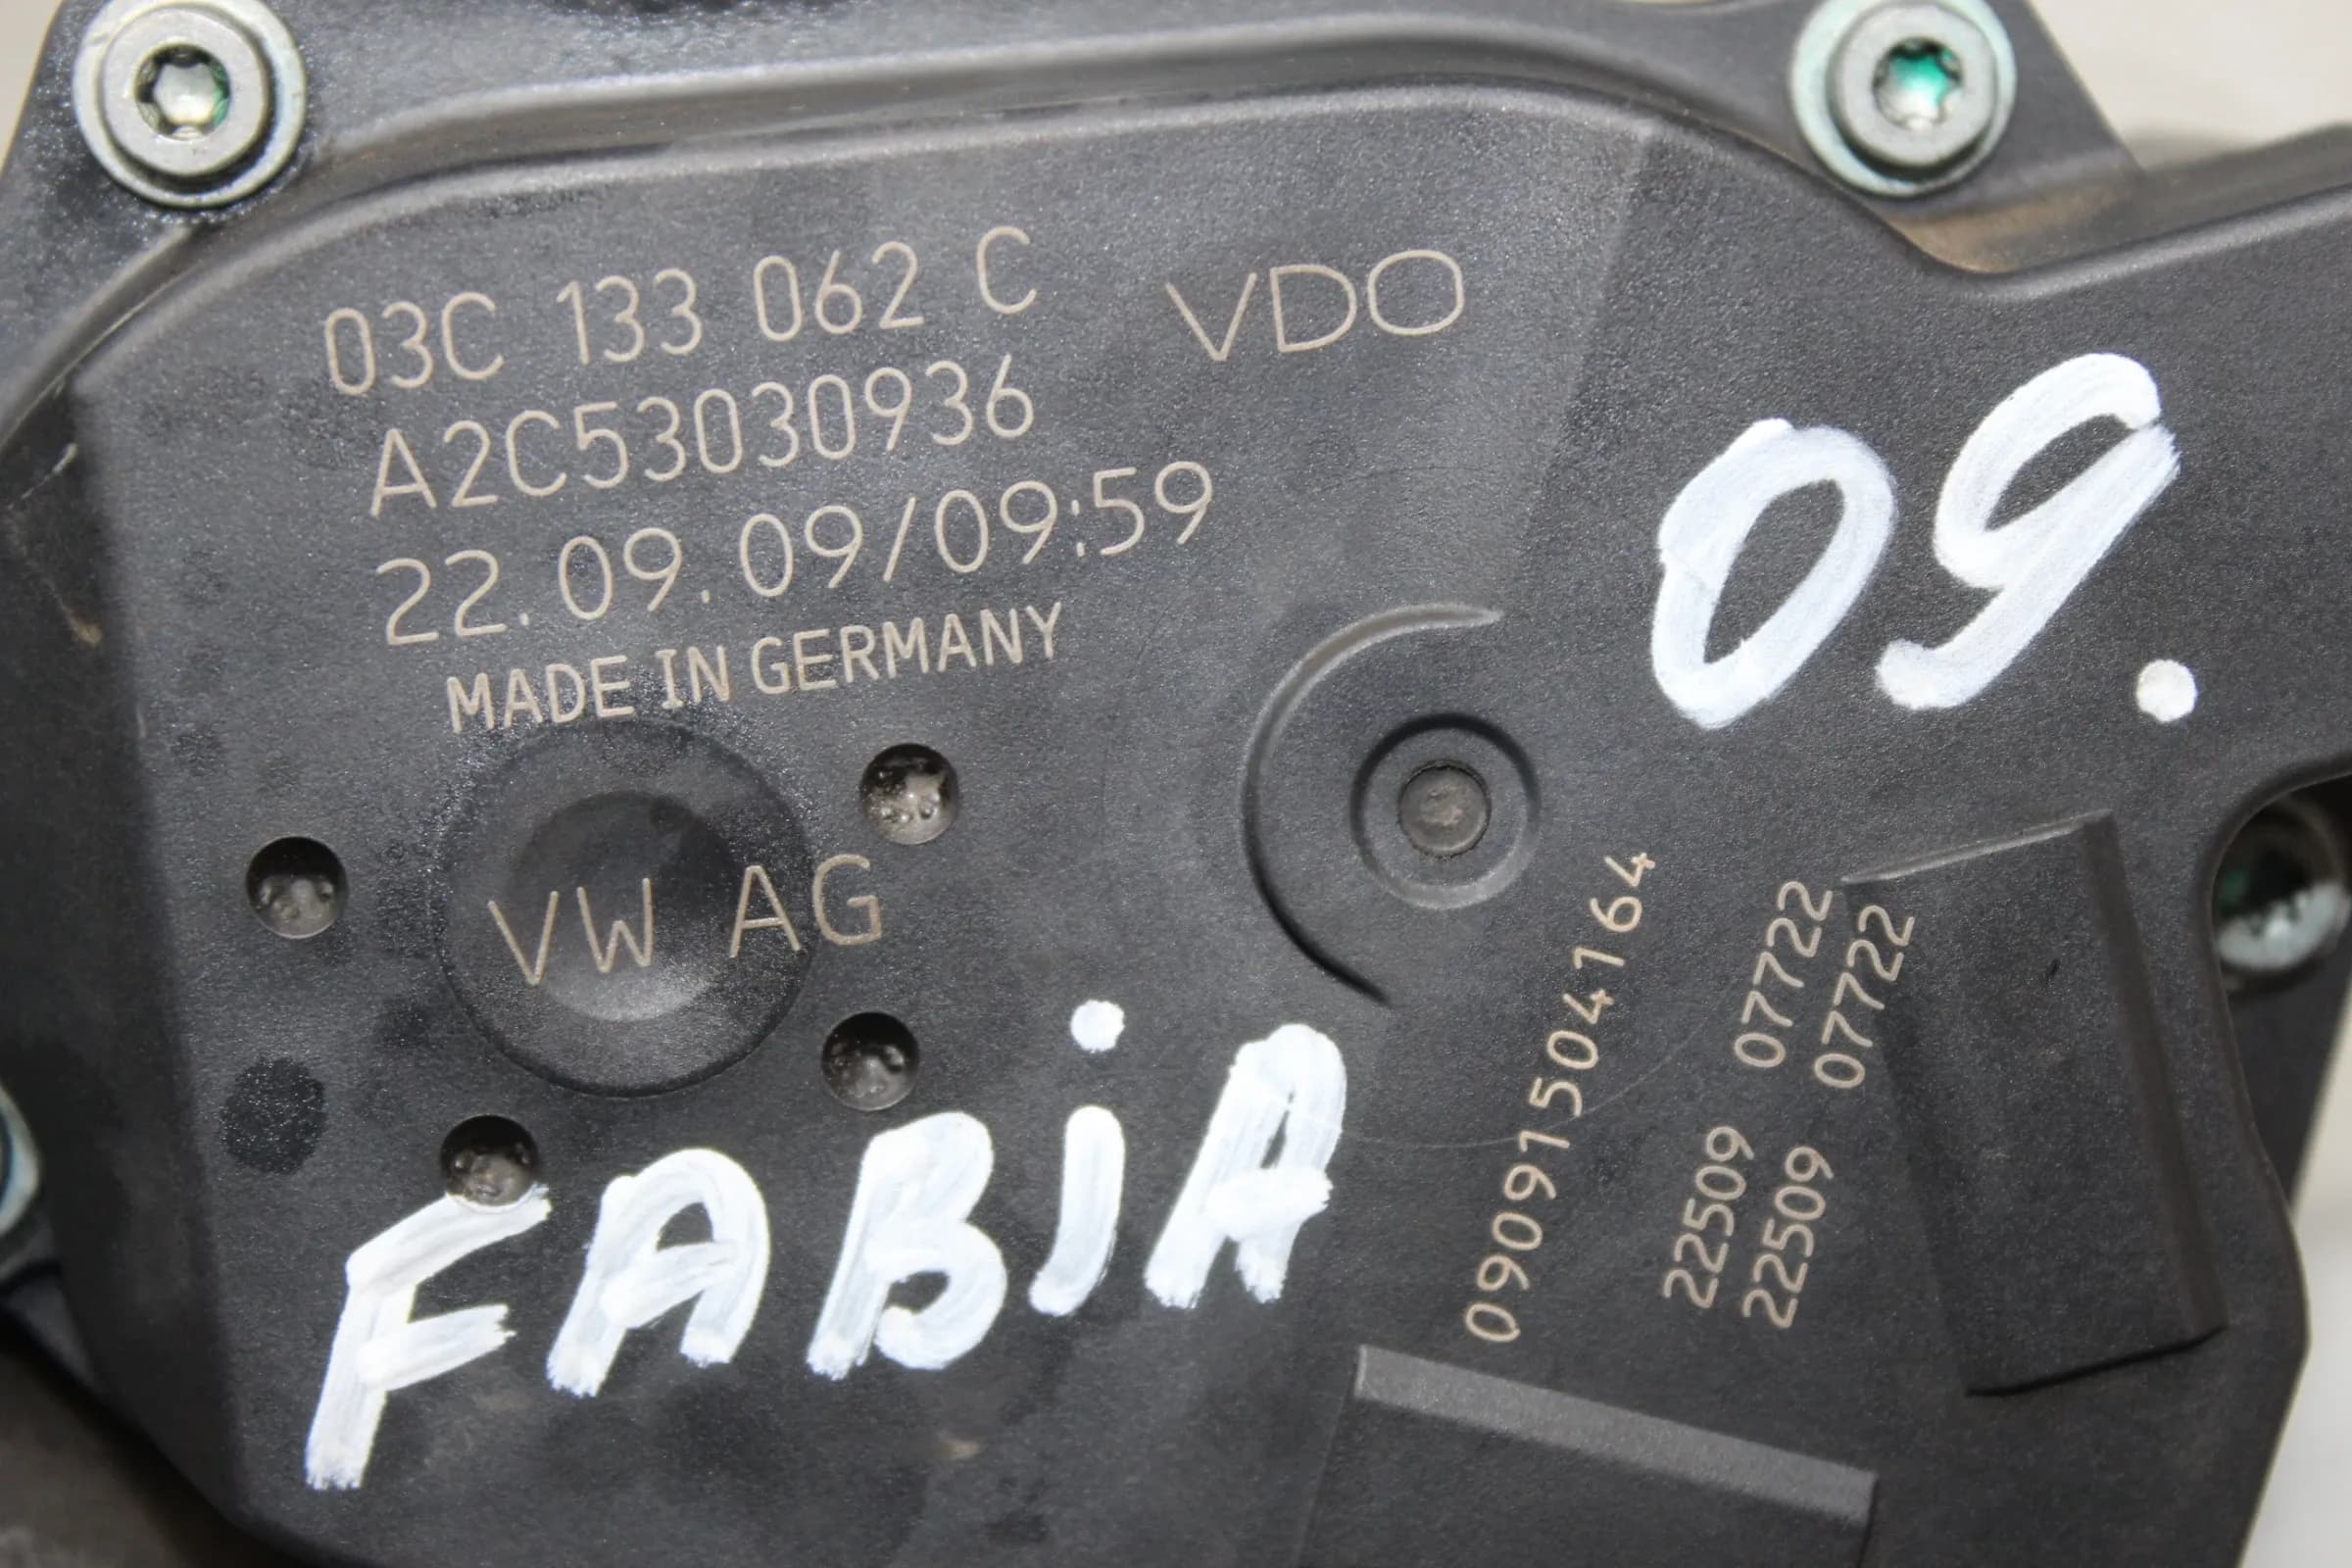 03C 133 062 C
VDO
A2C53030936
22.09.09/09:59
MADE IN GERMANY
09.
VW AG
FABiA
09091504164
22509 07722
22509 07722